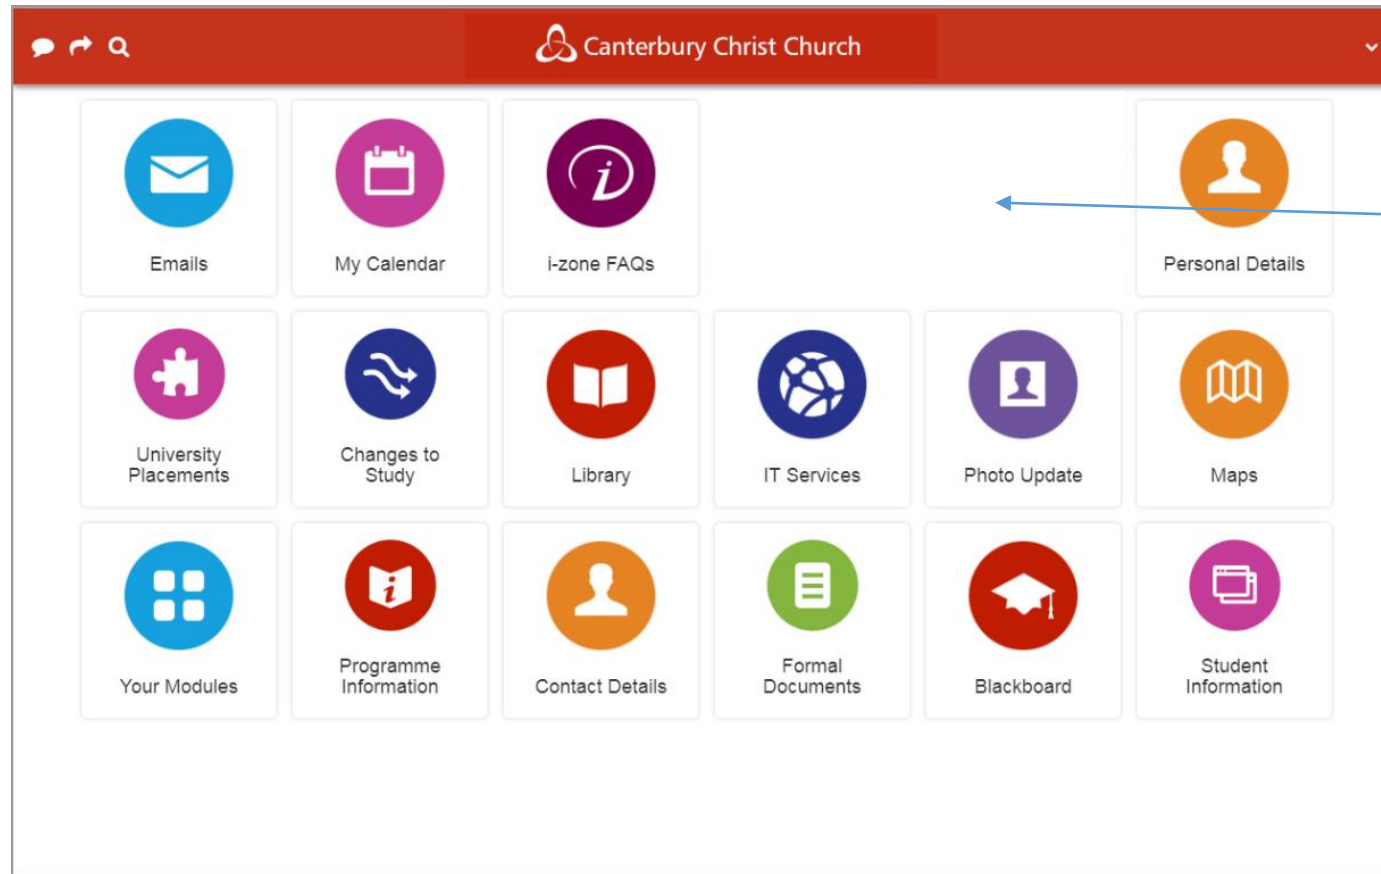 Canterbury Christ Church
Emails
My Calendar
i-zone FAQs
Personal Details
University
Placements
Changes to
Study
Library
IT Services
Photo Update
Maps
Your Modules
Programme
Information
Contact Details
Formal
Documents
Blackboard
Student
Information